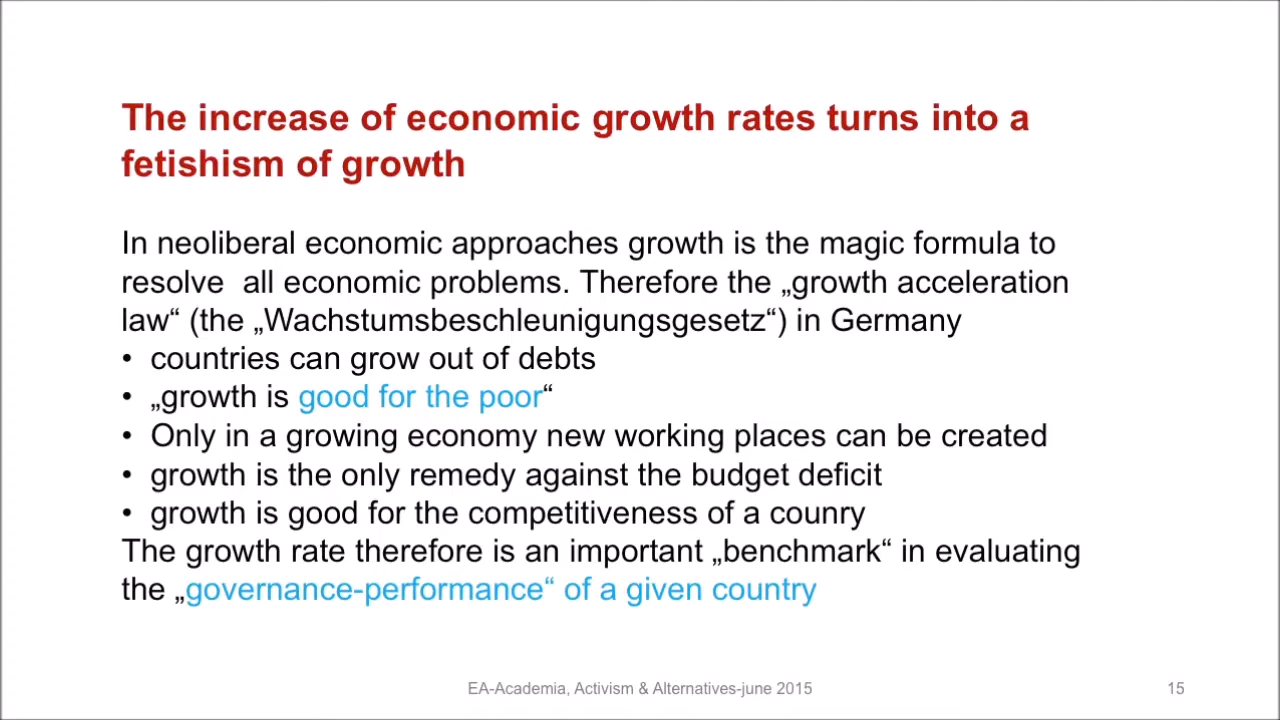 The increase of economic growth rates turns into a
fetishism of growth
In neoliberal economic approaches growth is the magic formula to
resolve  all economic problems. Therefore the „growth acceleration
law“ (the „Wachstumsbeschleunigungsgesetz“) in Germany
• countries can grow out of debts
• „growth is good for the poor“
• Only in a growing economy new working places can be created
• growth is the only remedy against the budget deficit
• growth is good for the competitiveness of a counry
The growth rate therefore is an important „benchmark“ in evaluating
the „governance-performance“ of a given country
EA-Academia, Activism & Alternatives-june 2015
15